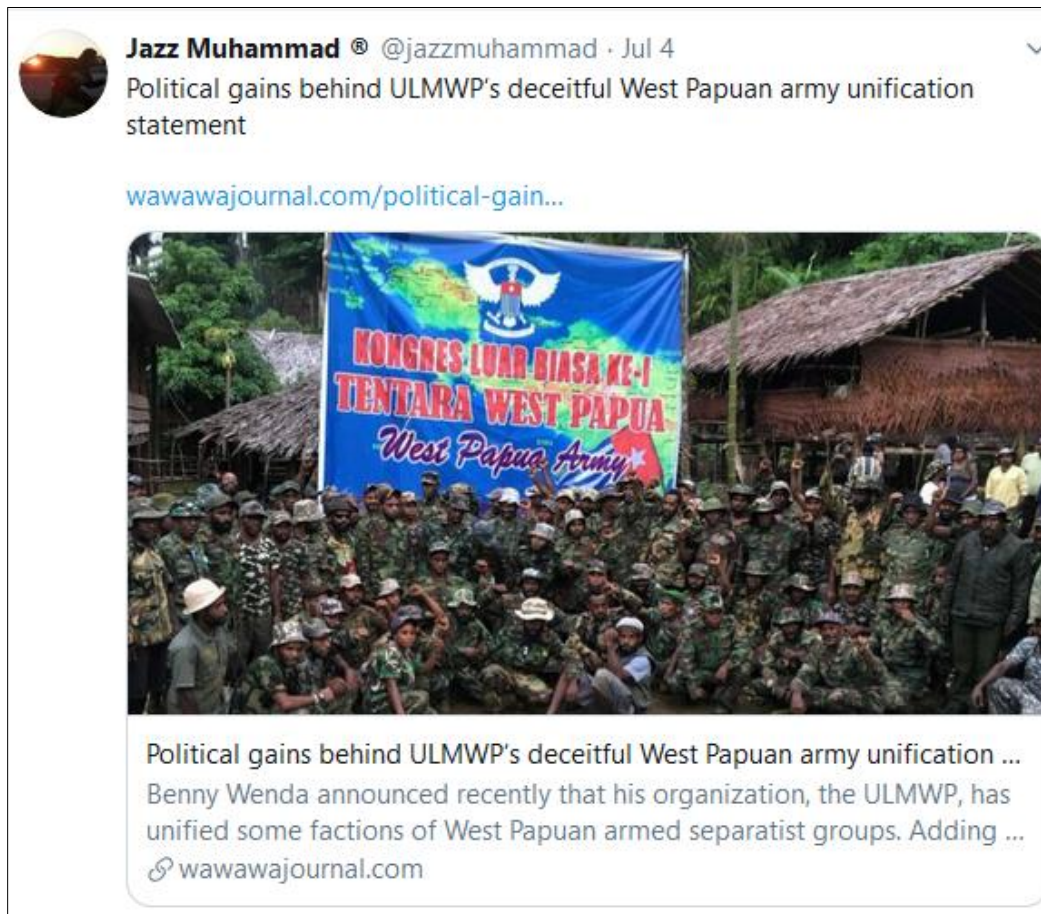 Jazz Muhammad ® @jazzmuhammad · Jul 4
Political gains behind ULMWP's deceitful West Papuan army unification
statement
wawawajournal.com/political-gain...
KONGRES LUAR BIASA KE-I
TENTARA WEST PAPUA
West Papua Army
Political gains behind ULMWP's deceitful West Papuan army unification ...
Benny Wenda announced recently that his organization, the ULMWP, has
unified some factions of West Papuan armed separatist groups. Adding ...
wawawajournal.com